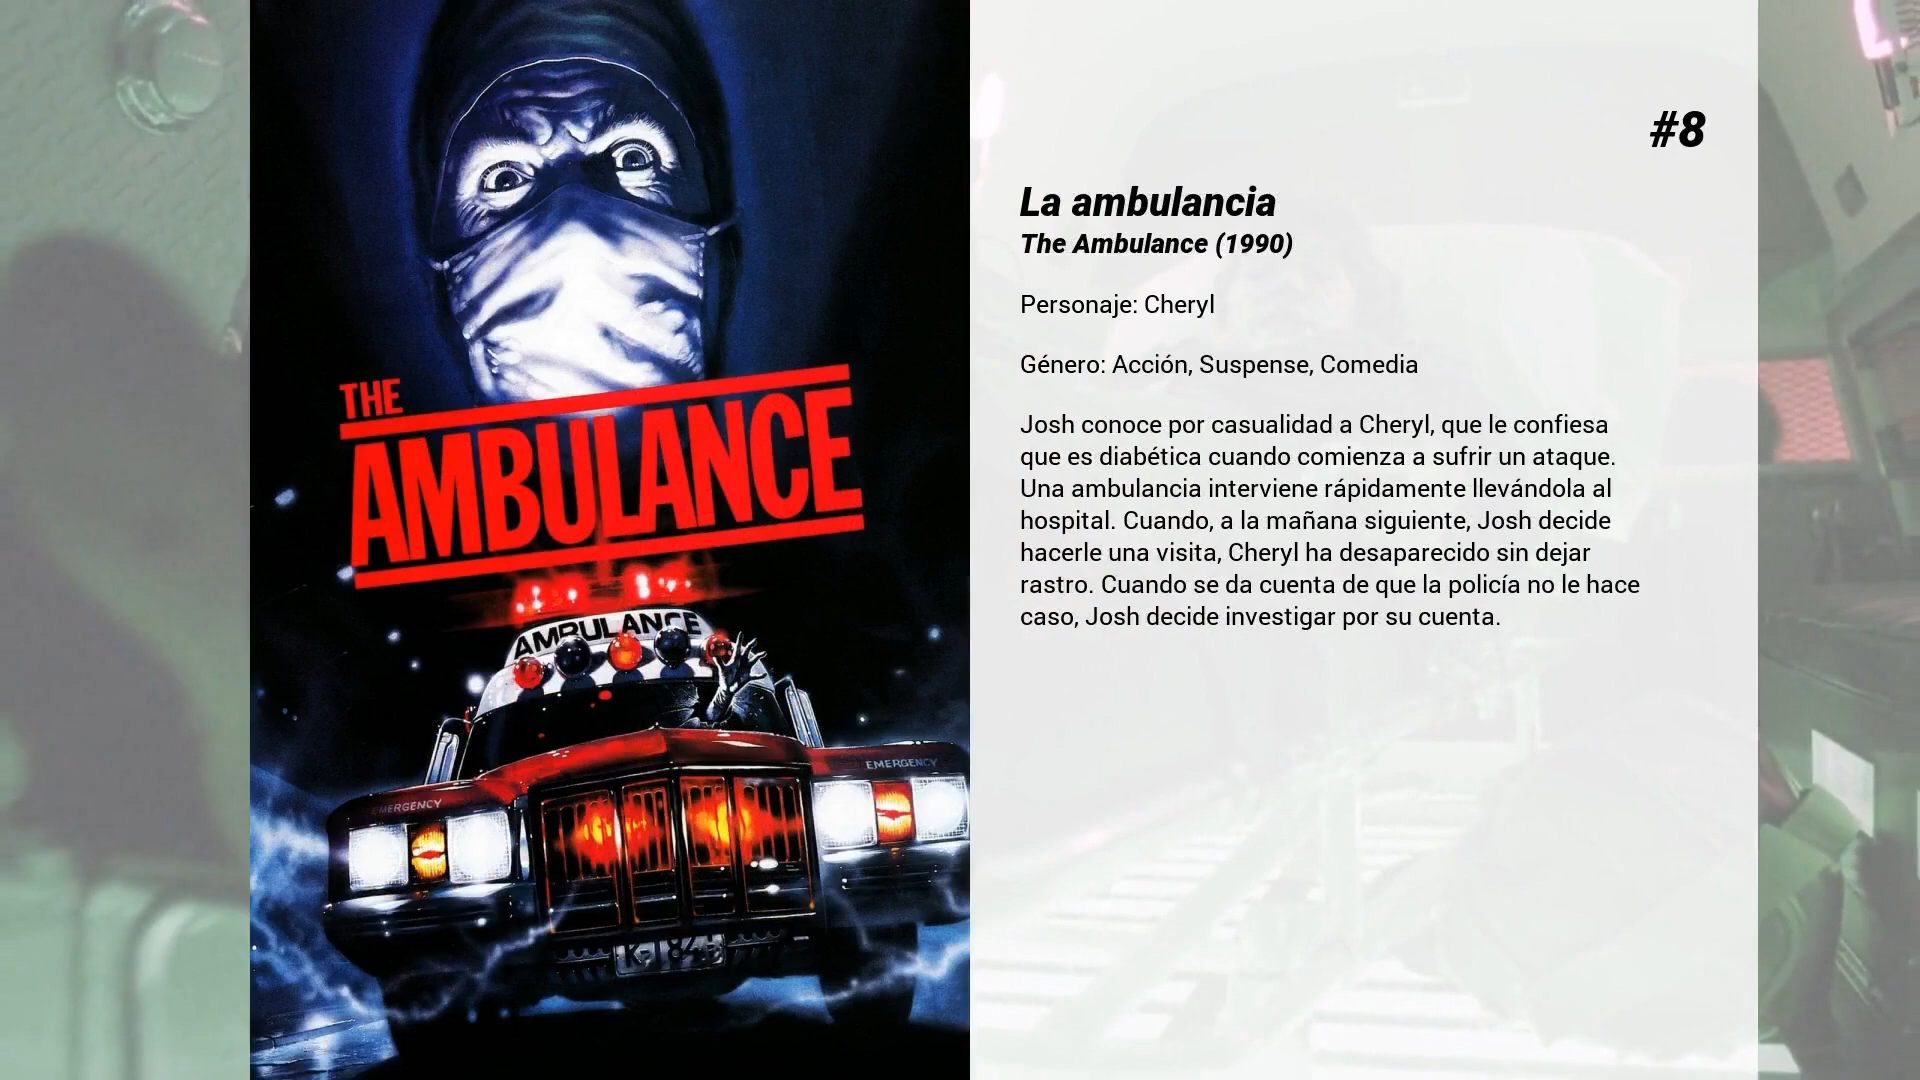 THE
AMBULANCE
AMBULANCE
EMERGENCY
EMERGENCY
#8
La ambulancia
The Ambulance (1990)
Personaje: Cheryl
Género: Acción, Suspense, Comedia
Josh conoce por casualidad a Cheryl, que le confiesa
que es diabética cuando comienza a sufrir un ataque.
Una ambulancia interviene rápidamente llevándola al
hospital. Cuando, a la mañana siguiente, Josh decide
hacerle una visita, Cheryl ha desaparecido sin dejar
rastro. Cuando se da cuenta de que la policía no le hace
caso, Josh decide investigar por su cuenta.